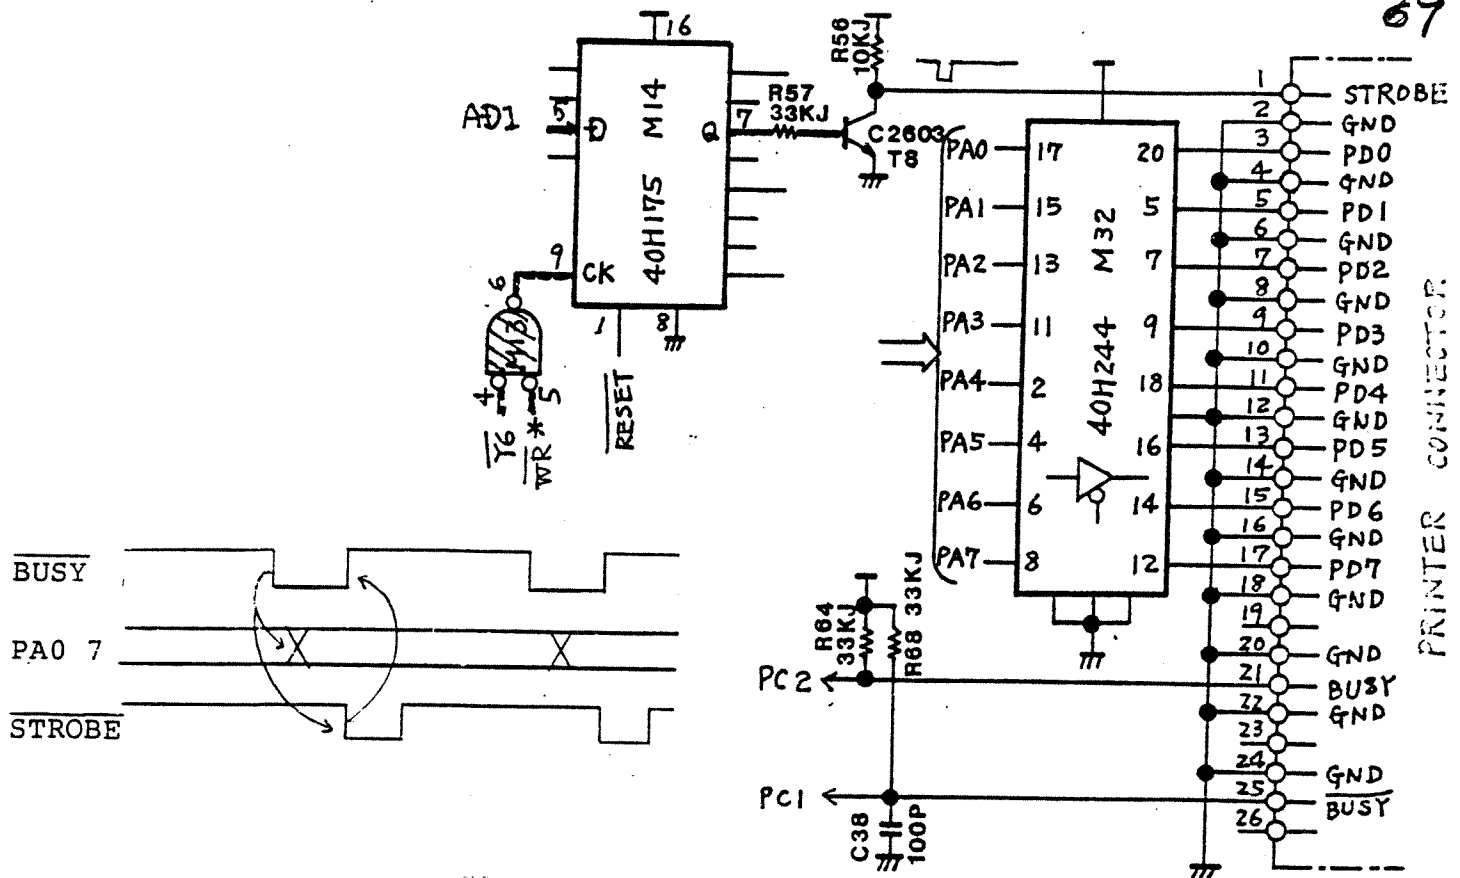 67
16
M14
40H175
AD1
5
D
Q
7
R57
33KJ
R56
10KJ
C2603
T8
9
CK
6
M13
4
5
Y6
WR*
1
RESET
8
PA0 17
PA1 15
PA2 13
PA3 11
PA4 2
PA5 4
PA6 6
PA7 8
M32
40H244
20
5
7
9
18
16
14
12
1 STROBE
2 GND
3 PD0
4 GND
5 PD1
6 GND
7 PD2
8 GND
9 PD3
10 GND
11 PD4
12 GND
13 PD5
14 GND
15 PD6
16 GND
17 PD7
18 GND
19
20 GND
21 BUSY
22 GND
23
24 GND
25 BUSY
26
PRINTER CONNECTOR
R64
33KJ
R68 33KJ
PC2
PC1
C38
100P
BUSY
PA0 7
STROBE